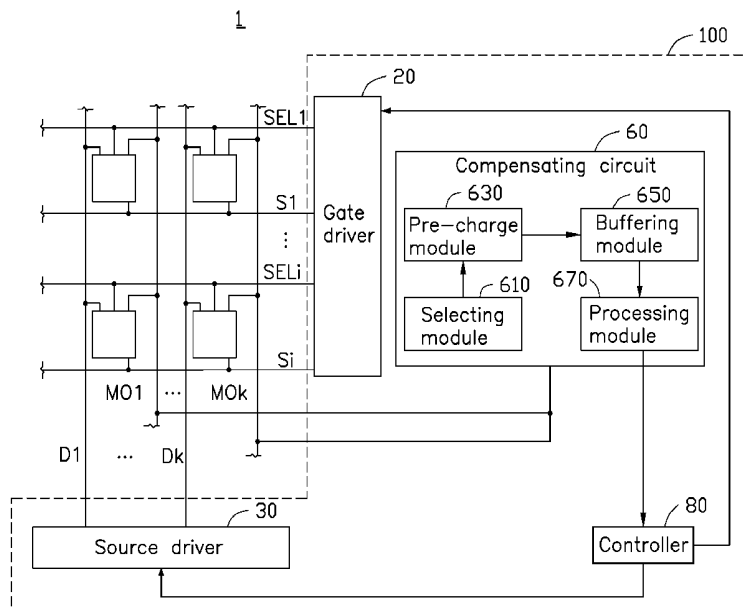 1
100
20
SEL1
60
Compensating circuit
630
650
Pre-charge
module
Buffering
module
S1
⋮
Gate
driver
SELi
610
670
Selecting
module
Processing
module
Si
MO1 ... MOk
D1 ... Dk
30
80
Source driver
Controller